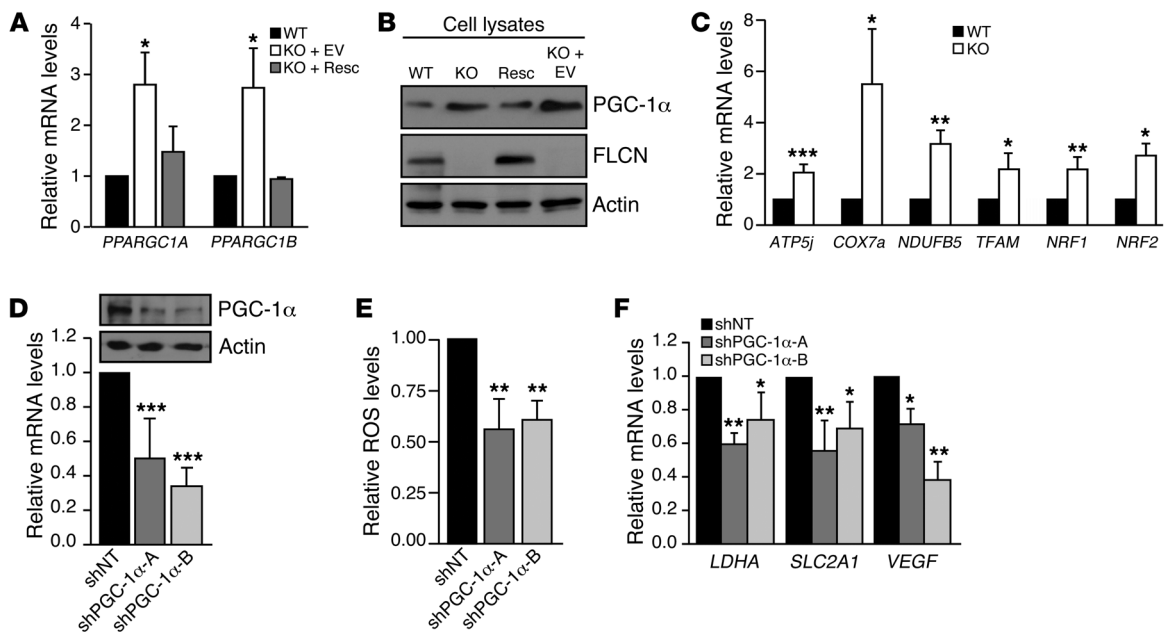 A
Relative mRNA levels
4
3
2
1
0
*
*
WT
KO + EV
KO + Resc
PPARGC1A
PPARGC1B
B
Cell lysates
WT
KO
Resc
KO +
EV
PGC-1α
FLCN
Actin
C
Relative mRNA levels
8
6
4
2
0
***
*
**
*
**
*
WT
KO
ATP5j
COX7a
NDUFB5
TFAM
NRF1
NRF2
D
PGC-1α
Actin
Relative mRNA levels
1.2
1.0
0.8
0.6
0.4
0.2
0.0
***
***
shNT
shPGC-1α-A
shPGC-1α-B
E
Relative ROS levels
1.00
0.75
0.50
0.25
0.00
**
**
shNT
shPGC-1α-A
shPGC-1α-B
F
shNT
shPGC-1α-A
shPGC-1α-B
Relative mRNA levels
1.2
1.0
0.8
0.6
0.4
0.2
0.0
**
*
**
*
*
**
LDHA
SLC2A1
VEGF